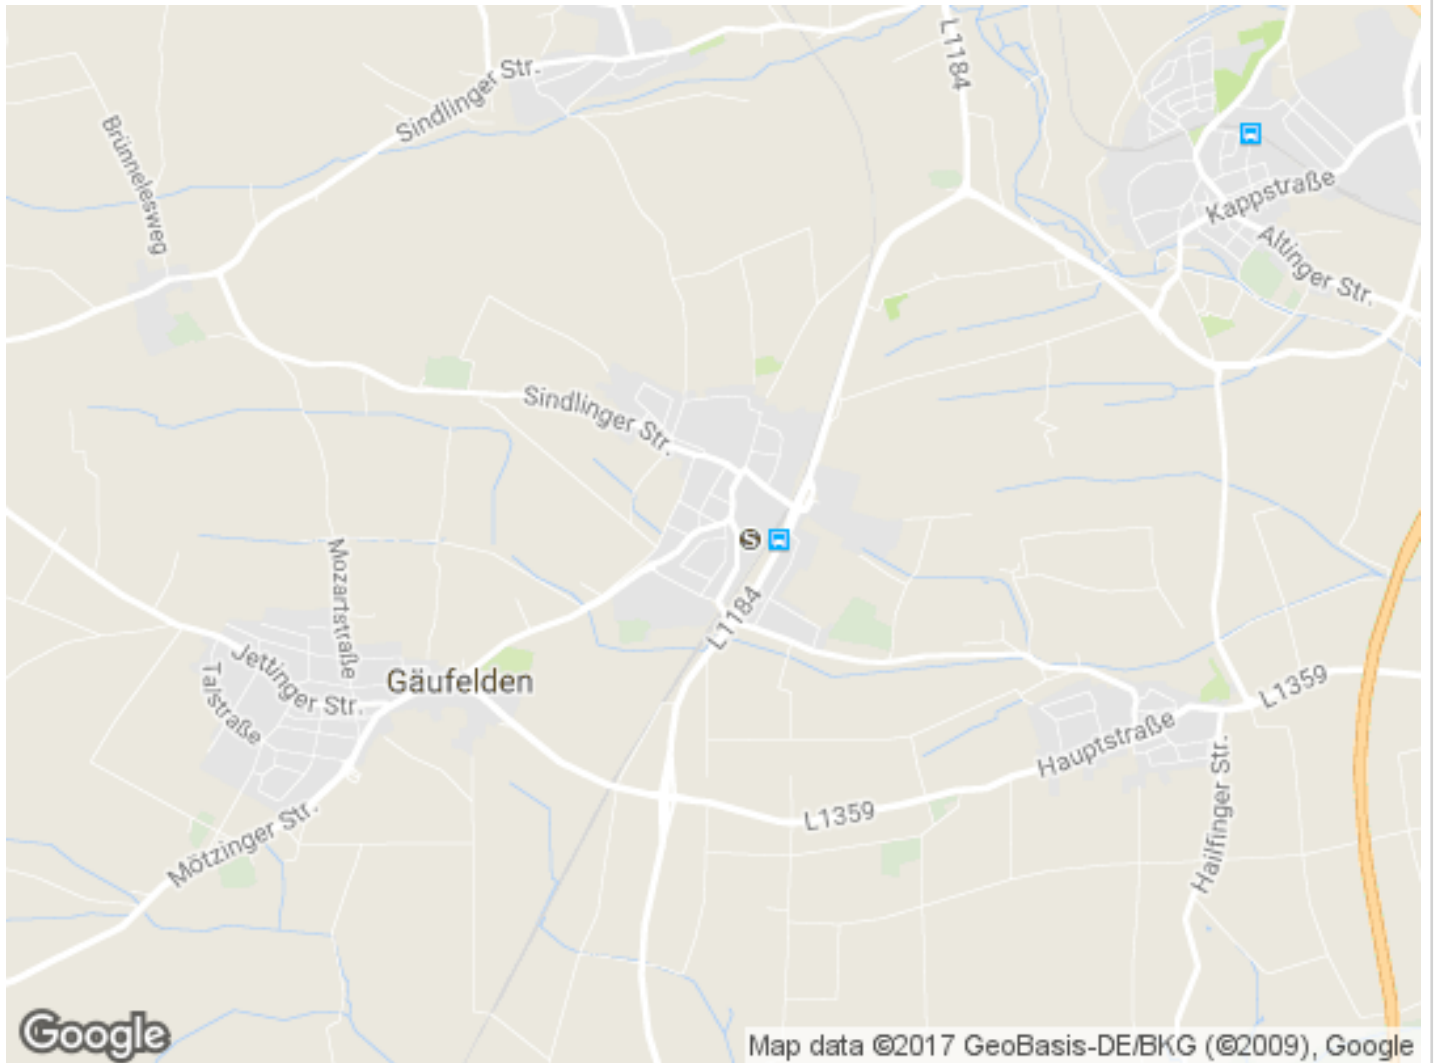 L1184
Sindlinger Str.
Brünnelesweg
Kappstraße
Altinger Str.
Sindlinger Str.
S
Mozartstraße
L1184
Jettinger Str.
Talstraße
Gäufelden
L1359
Hauptstraße
L1359
Hailfinger Str.
Mötzinger Str.
Google
Map data ©2017 GeoBasis-DE/BKG (©2009), Google